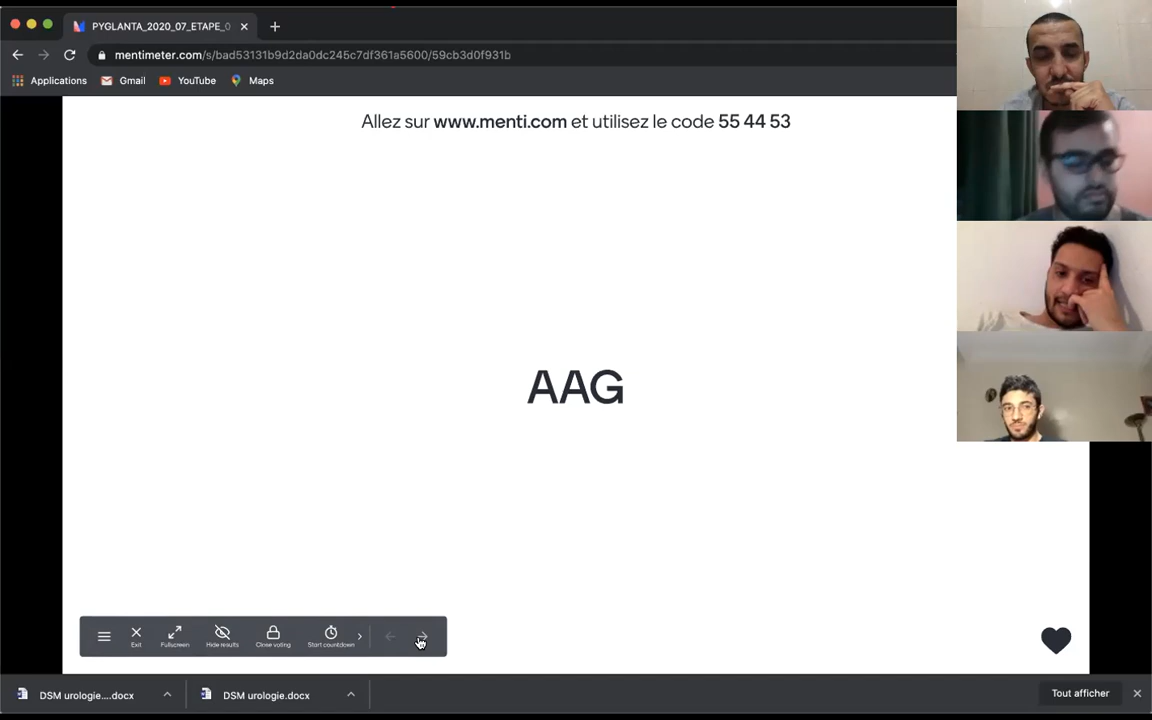 PYGLANTA_2020_07_ETAPE_0
mentimeter.com/s/bad53131b9d2da0dc245c7df361a5600/59cb3d0f931b
Applications Gmail YouTube Maps
Allez sur www.menti.com et utilisez le code 55 44 53
AAG
Exit Fullscreen Hide results Close voting Start countdown
DSM urologie....docx DSM urologie.docx Tout afficher